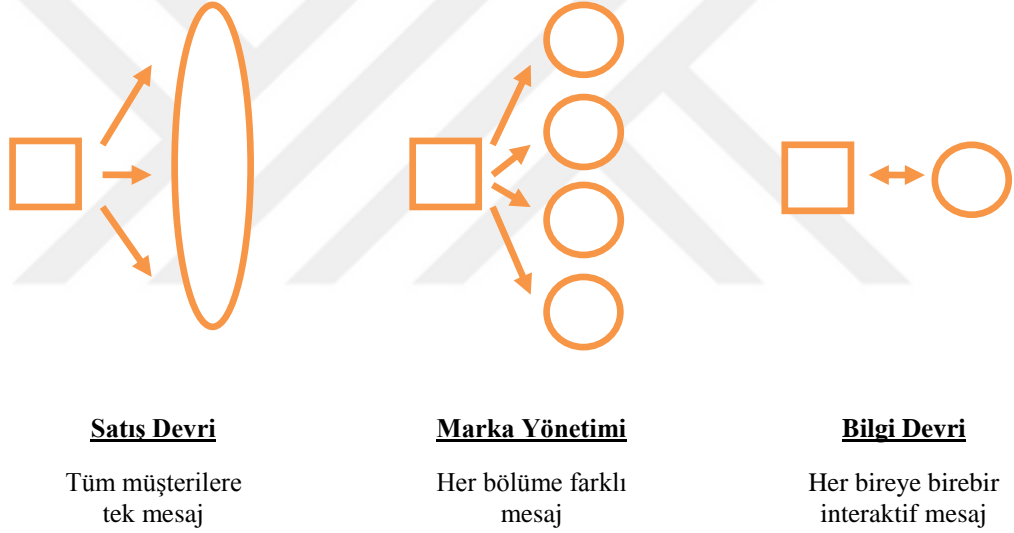 Satış Devri
Tüm müşterilere
tek mesaj
Marka Yönetimi
Her bölüme farklı
mesaj
Bilgi Devri
Her bireye birebir
interaktif mesaj